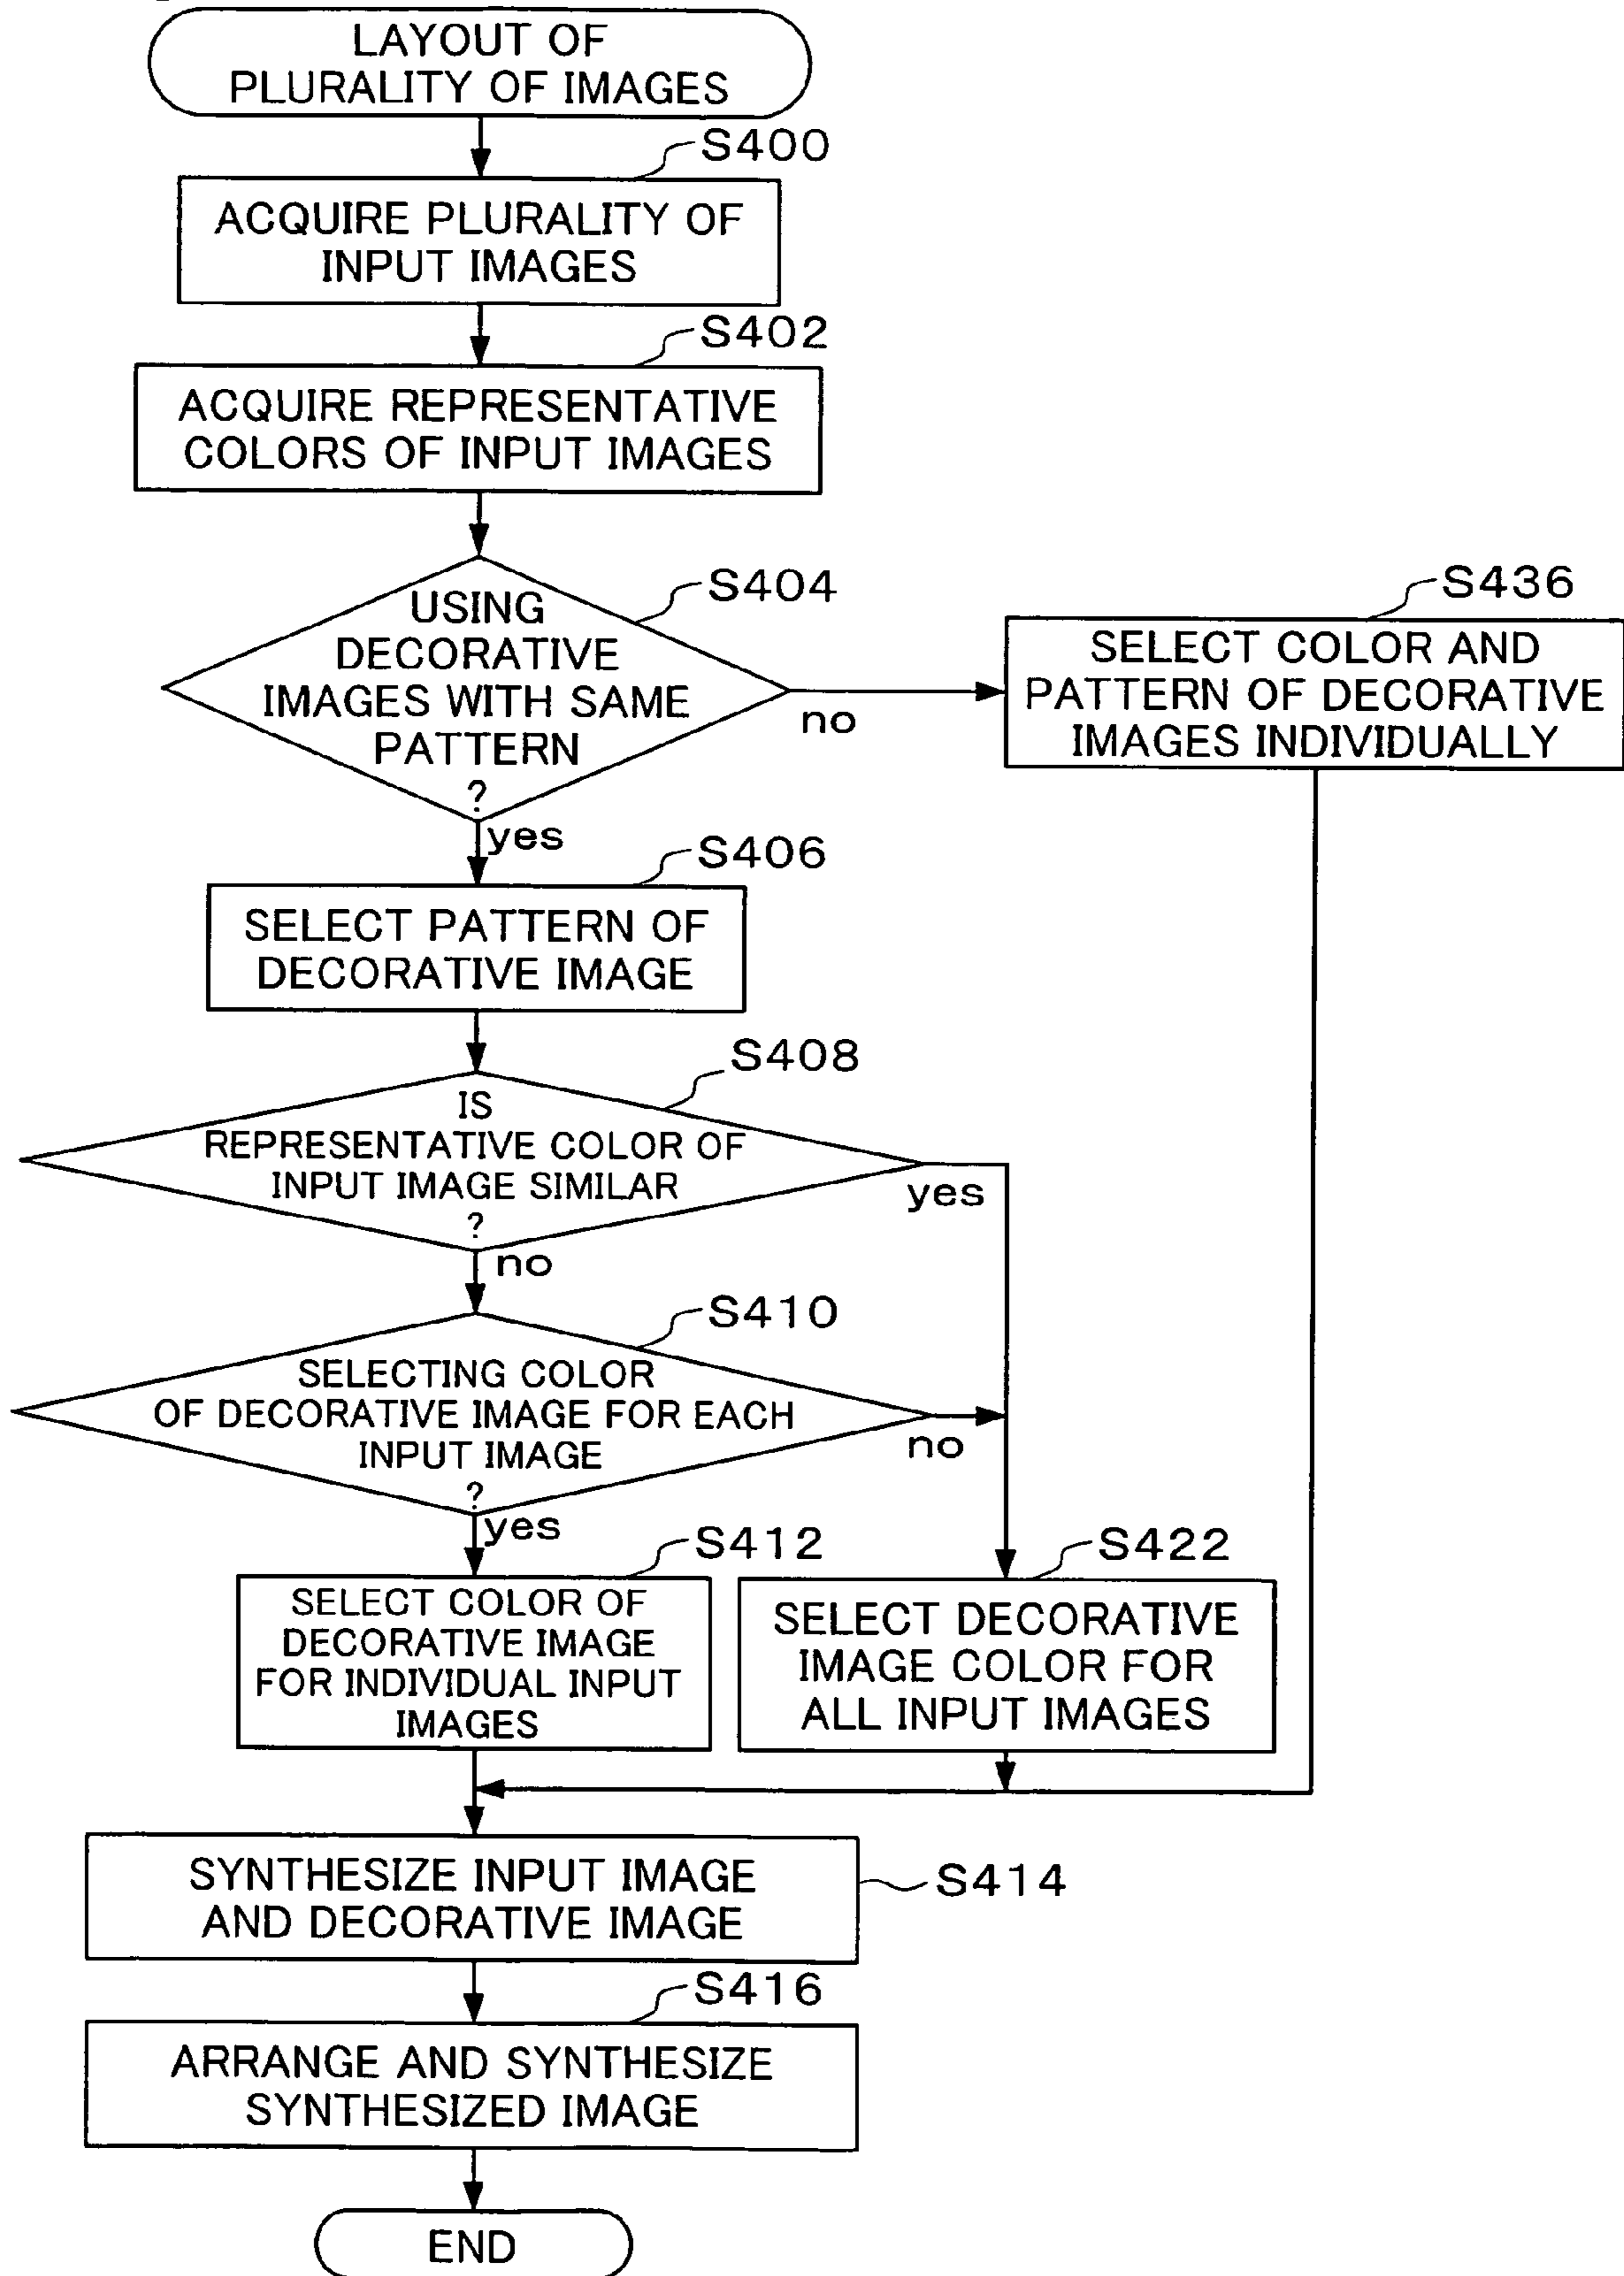 LAYOUT OF
PLURALITY OF IMAGES
S400
ACQUIRE PLURALITY OF
INPUT IMAGES
S402
ACQUIRE REPRESENTATIVE
COLORS OF INPUT IMAGES
S404
USING
DECORATIVE
IMAGES WITH SAME
PATTERN
?
no
yes
S436
SELECT COLOR AND
PATTERN OF DECORATIVE
IMAGES INDIVIDUALLY
S406
SELECT PATTERN OF
DECORATIVE IMAGE
S408
IS
REPRESENTATIVE COLOR OF
INPUT IMAGE SIMILAR
?
yes
no
S410
SELECTING COLOR
OF DECORATIVE IMAGE FOR EACH
INPUT IMAGE
?
no
yes
S412
SELECT COLOR OF
DECORATIVE IMAGE
FOR INDIVIDUAL INPUT
IMAGES
S422
SELECT DECORATIVE
IMAGE COLOR FOR
ALL INPUT IMAGES
SYNTHESIZE INPUT IMAGE
AND DECORATIVE IMAGE
S414
S416
ARRANGE AND SYNTHESIZE
SYNTHESIZED IMAGE
END